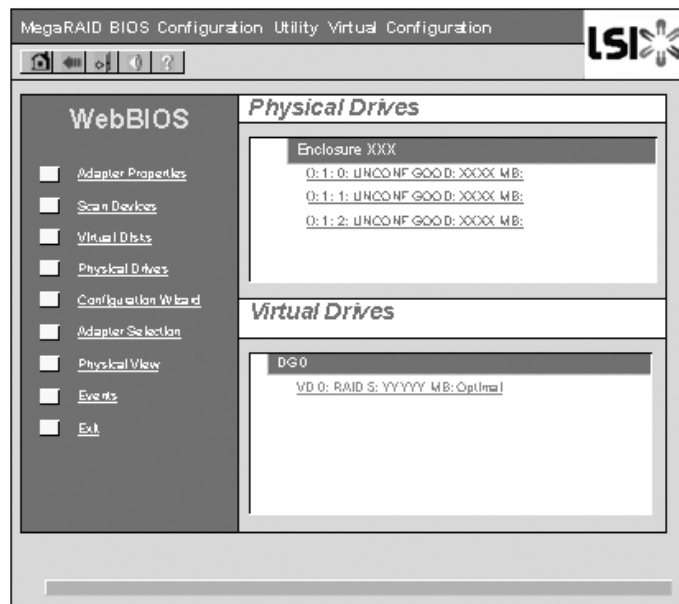 MegaRAID BIOS Configuration Utility Virtual Configuration
LSI
WebBIOS
Adapter Properties
Scan Devices
Virtual Disks
Physical Drives
Configuration Wizard
Adapter Selection
Physical View
Events
Exit
Physical Drives
Enclosure XXX
0: 1: 0: UNCONF GOOD: XXXX MB:
0: 1: 1: UNCONF GOOD: XXXX MB:
0: 1: 2: UNCONF GOOD: XXXX MB:
Virtual Drives
DG 0
VD 0: RAID 5: YYYYY MB: Optimal